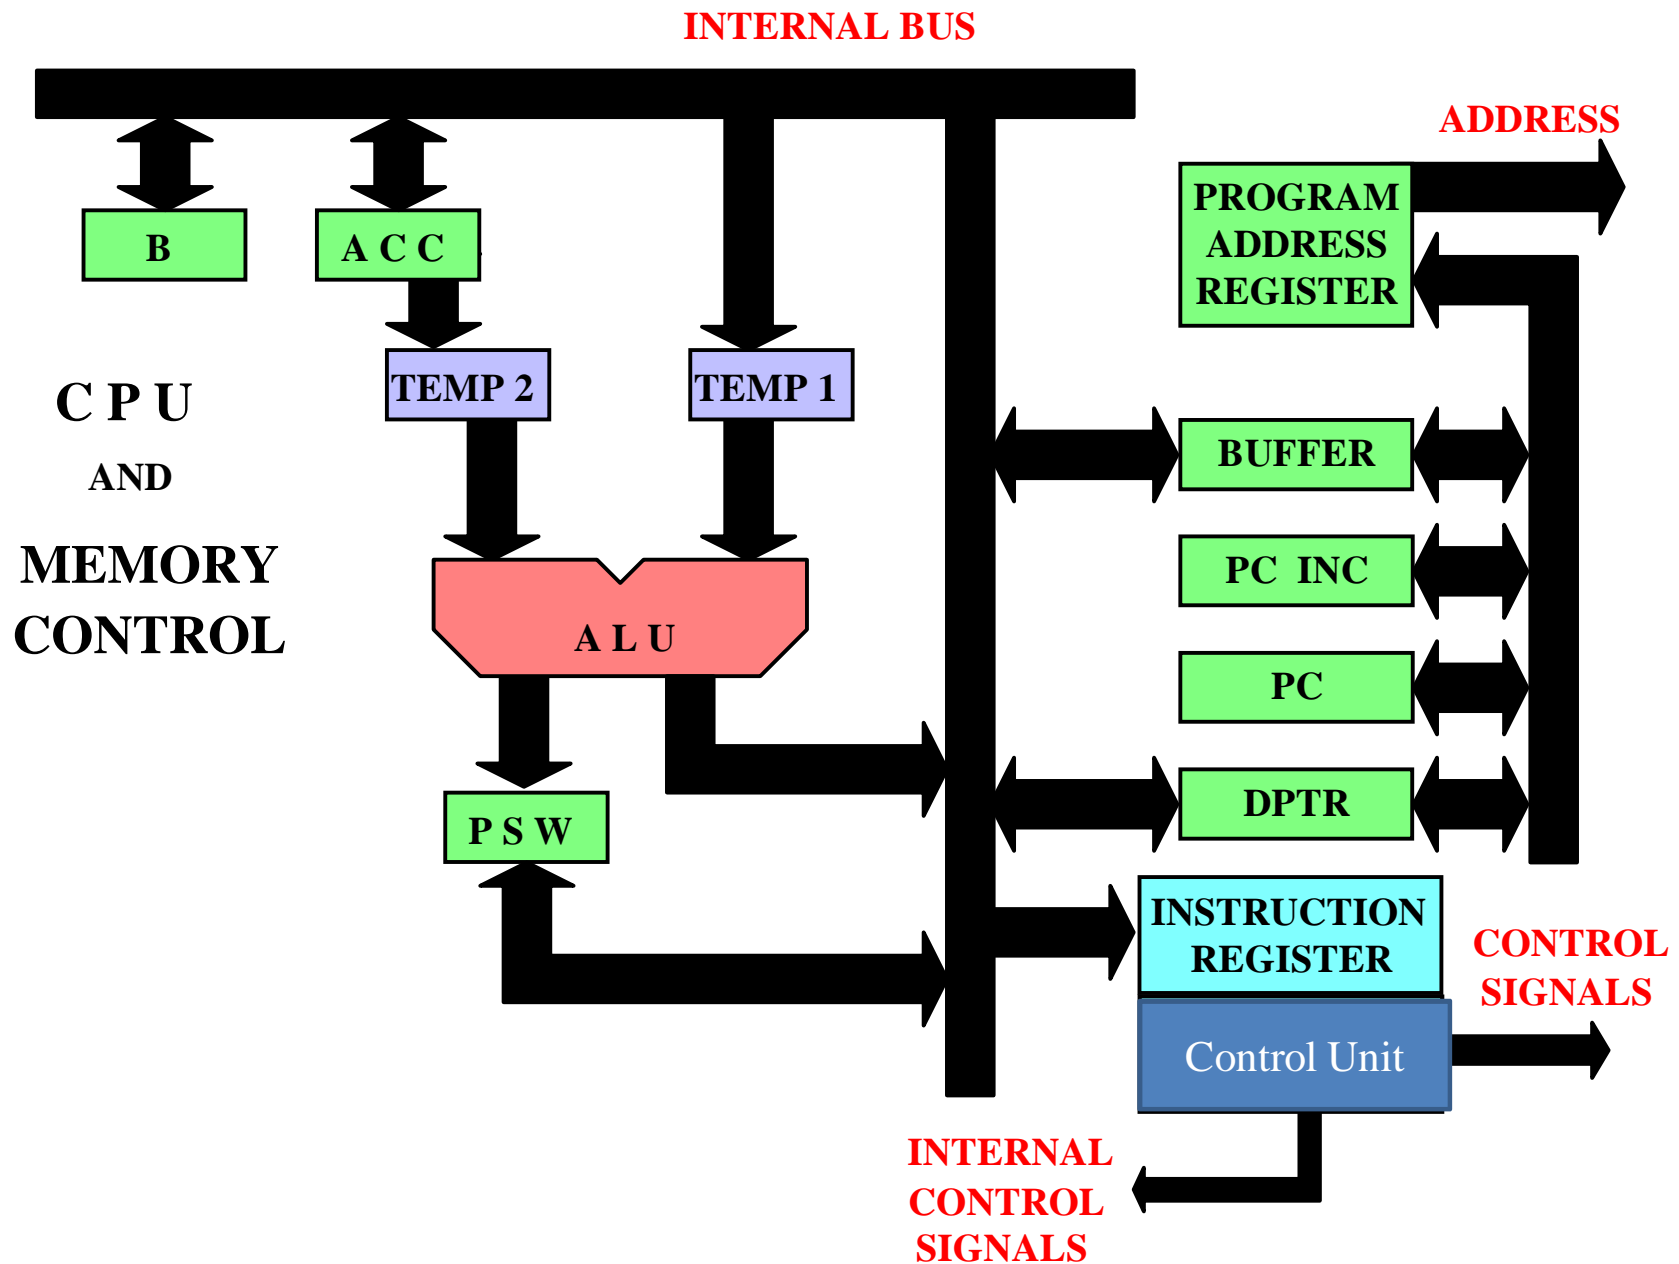 INTERNAL BUS
ADDRESS
PROGRAM
ADDRESS
REGISTER
B
A C C
TEMP 2
TEMP 1
C P U
AND
MEMORY
CONTROL
BUFFER
PC INC
A L U
PC
DPTR
P S W
INSTRUCTION
REGISTER
CONTROL
SIGNALS
Control Unit
INTERNAL
CONTROL
SIGNALS